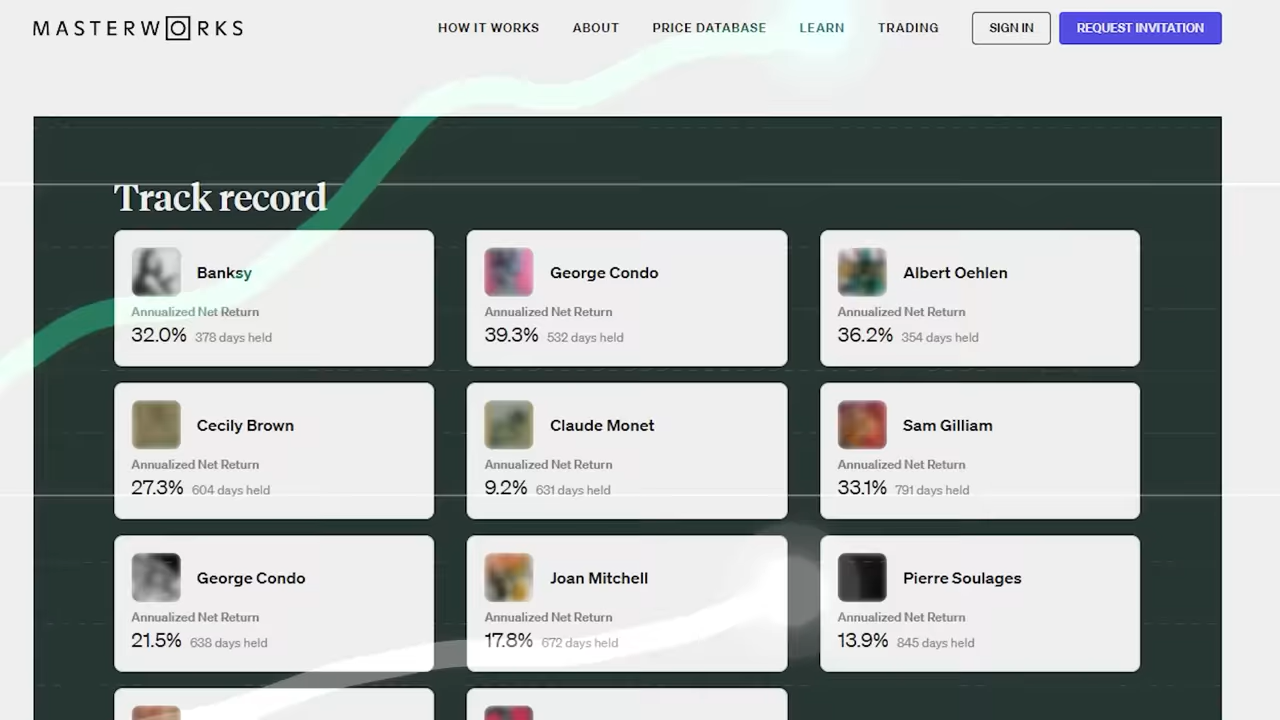 MASTERWORKS
HOW IT WORKS
ABOUT
PRICE DATABASE
LEARN
TRADING
SIGN IN
REQUEST INVITATION
Track record
Banksy
Annualized Net Return
32.0% 378 days held
George Condo
Annualized Net Return
39.3% 532 days held
Albert Oehlen
Annualized Net Return
36.2% 354 days held
Cecily Brown
Annualized Net Return
27.3% 604 days held
Claude Monet
Annualized Net Return
9.2% 631 days held
Sam Gilliam
Annualized Net Return
33.1% 791 days held
George Condo
Annualized Net Return
21.5% 638 days held
Joan Mitchell
Annualized Net Return
17.8% 672 days held
Pierre Soulages
Annualized Net Return
13.9% 845 days held